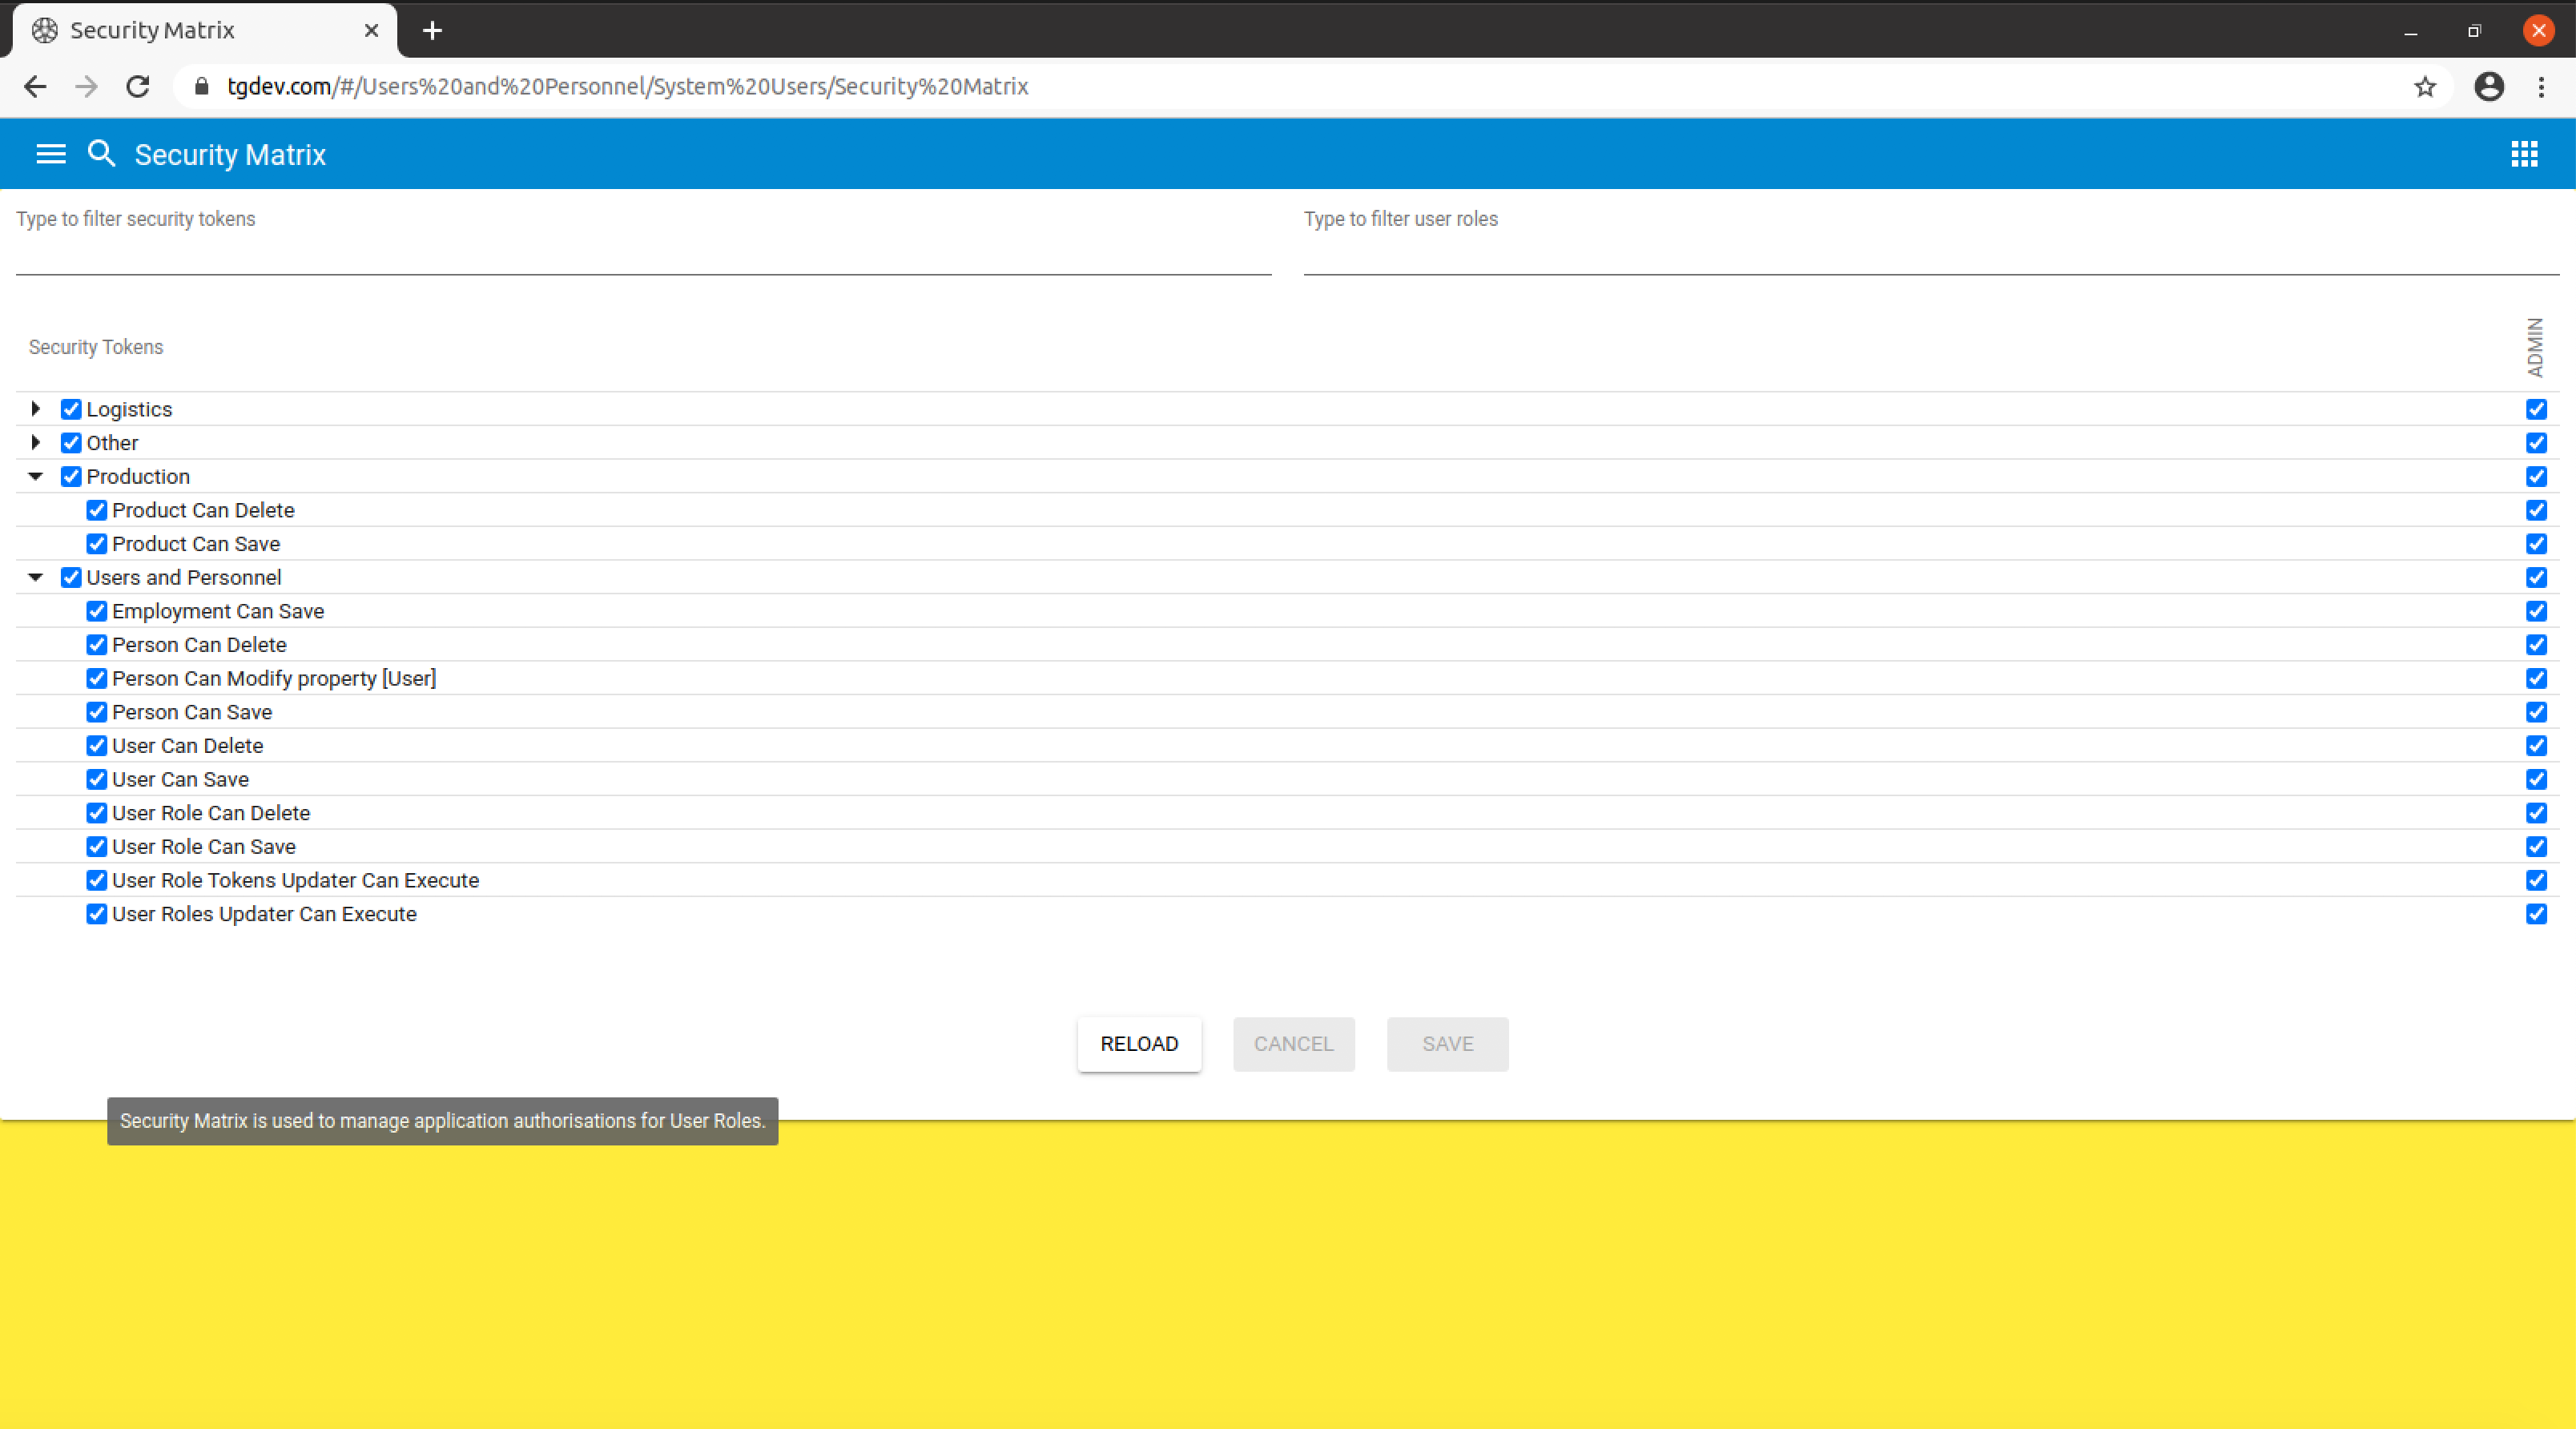 Security Matrix
tgdev.com/#/Users%20and%20Personnel/System%20Users/Security%20Matrix
Security Matrix
Type to filter security tokens
Type to filter user roles
Security Tokens
ADMIN
Logistics
Other
Production
Product Can Delete
Product Can Save
Users and Personnel
Employment Can Save
Person Can Delete
Person Can Modify property [User]
Person Can Save
User Can Delete
User Can Save
User Role Can Delete
User Role Can Save
User Role Tokens Updater Can Execute
User Roles Updater Can Execute
RELOAD
CANCEL
SAVE
Security Matrix is used to manage application authorisations for User Roles.